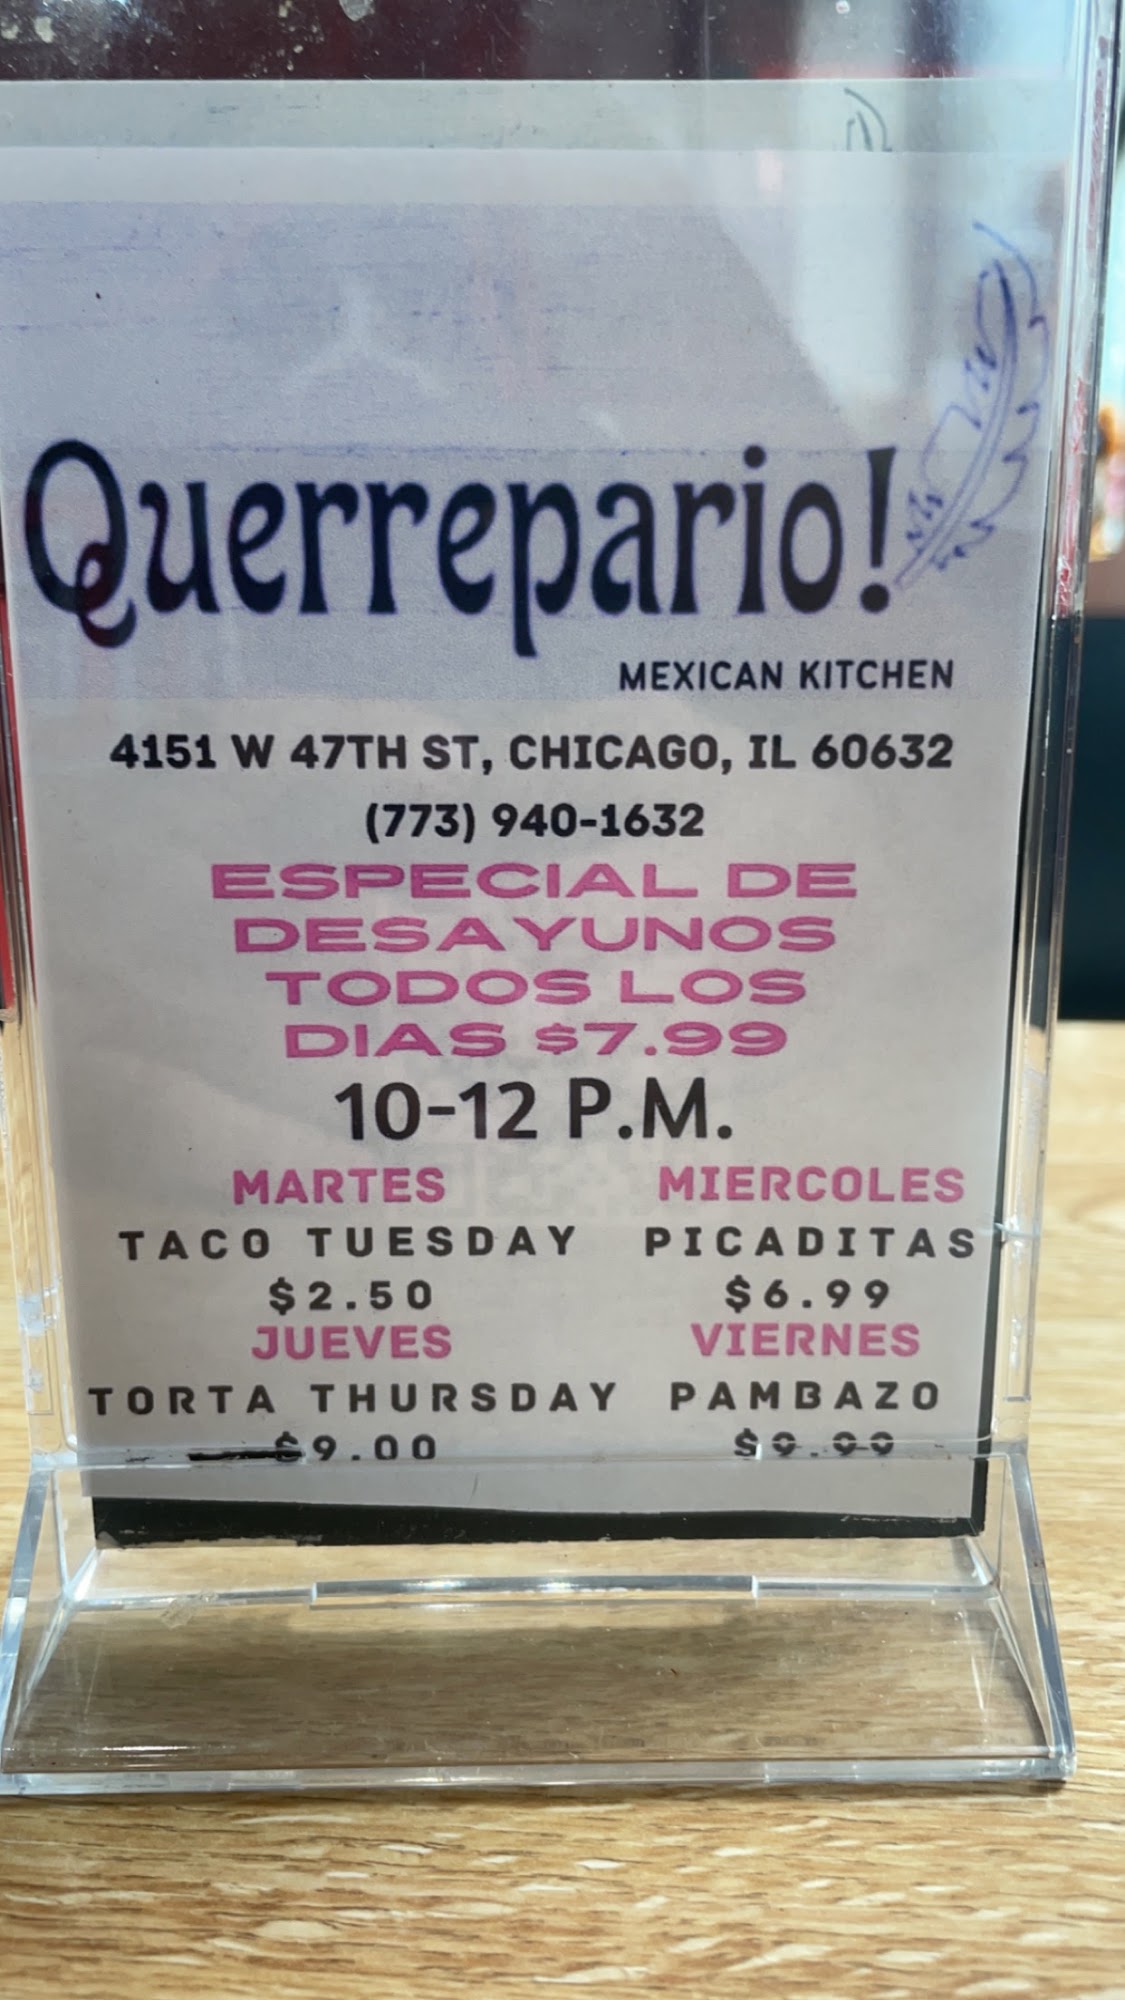 Querrepario!
MEXICAN KITCHEN
4151 W 47TH ST, CHICAGO, IL 60632
(773) 940-1632
ESPECIAL DE
DESAYUNOS
TODOS LOS
DIAS $7.99
10-12 P.M.
MARTES
TACO TUESDAY
$2.50
MIERCOLES
PICADITAS
$6.99
JUEVES
TORTA THURSDAY
$9.00
VIERNES
PAMBAZO